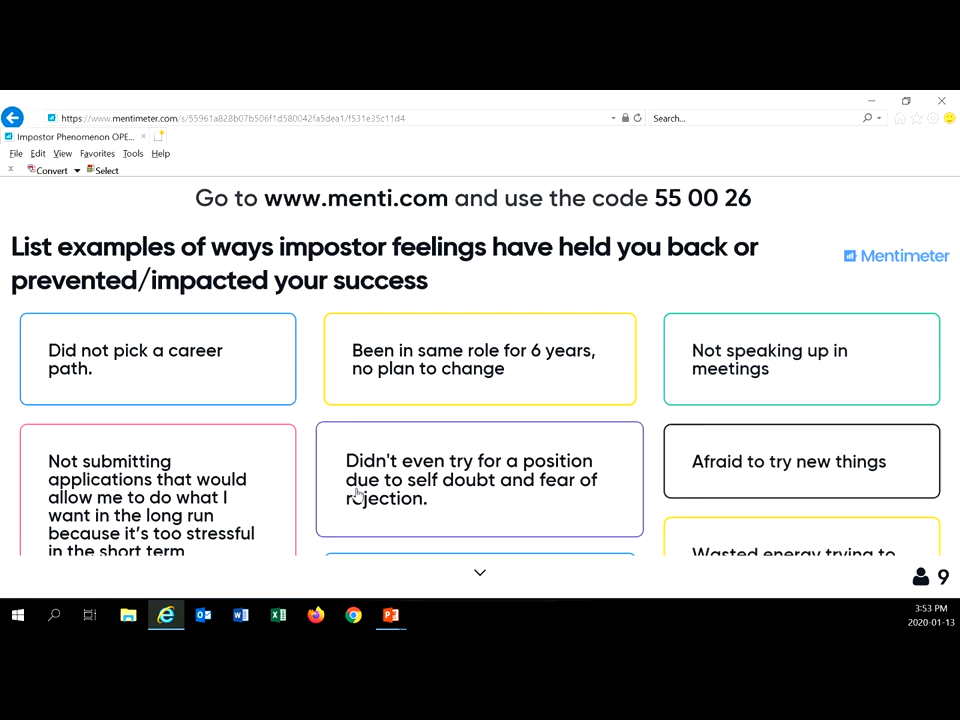 https://www.mentimeter.com/s/55961a828b07b506f1d580042fa5dea1/f531e35c11d4
Search...
Impostor Phenomenon OPE...
File Edit View Favorites Tools Help
x Convert Select
Go to www.menti.com and use the code 55 00 26
List examples of ways impostor feelings have held you back or
prevented/impacted your success
Mentimeter
Did not pick a career
path.
Been in same role for 6 years,
no plan to change
Not speaking up in
meetings
Not submitting
applications that would
allow me to do what I
want in the long run
because it's too stressful
in the short term
Didn't even try for a position
due to self doubt and fear of
rejection.
Afraid to try new things
Wasted energy trying to
9
3:53 PM
2020-01-13